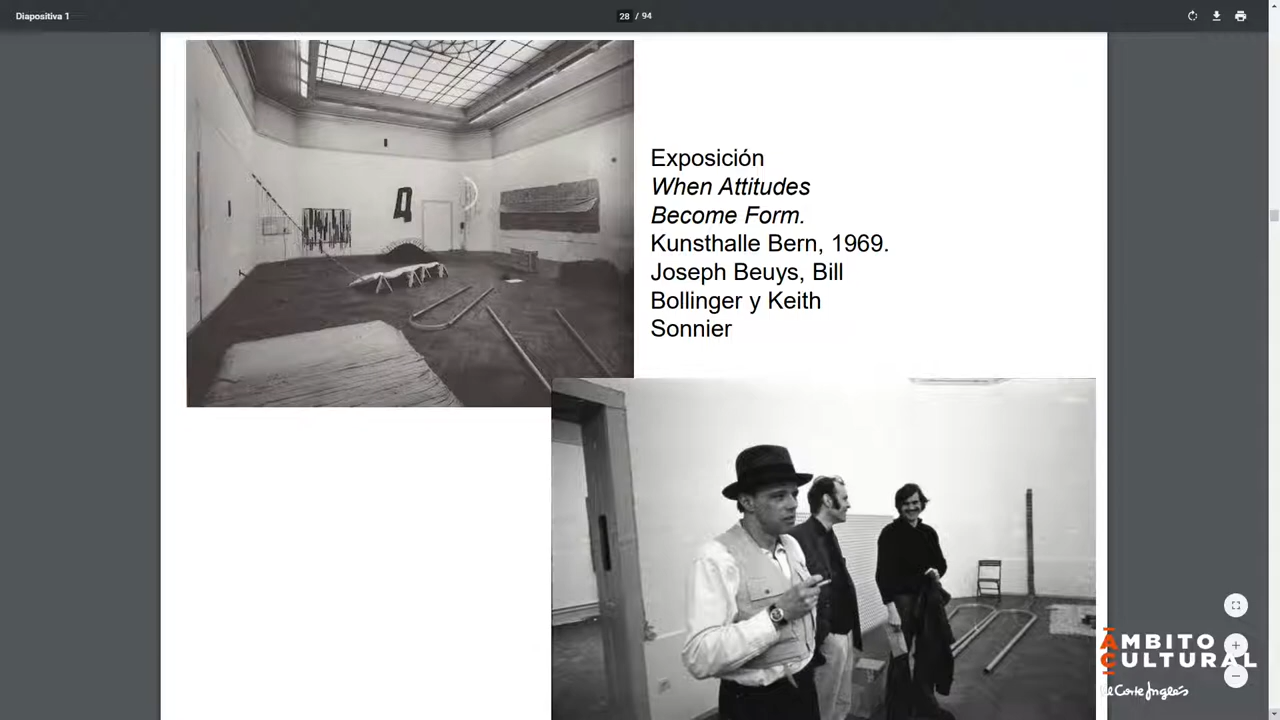 Diapositiva 1
28 / 94
Exposición
When Attitudes
Become Form.
Kunsthalle Bern, 1969.
Joseph Beuys, Bill
Bollinger y Keith
Sonnier
ÁMBITO
CULTURAL
El Corte Inglés